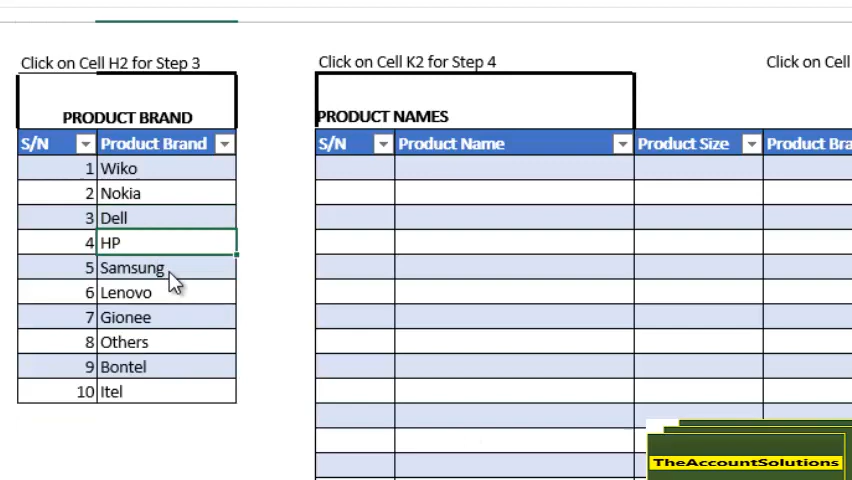 Click on Cell H2 for Step 3
Click on Cell K2 for Step 4
Click on Cell
PRODUCT BRAND
PRODUCT NAMES
S/N Product Brand
S/N Product Name Product Size Product Bra
1 Wiko
2 Nokia
3 Dell
4 HP
5 Samsung
6 Lenovo
7 Gionee
8 Others
9 Bontel
10 Itel
TheAccountSolutions